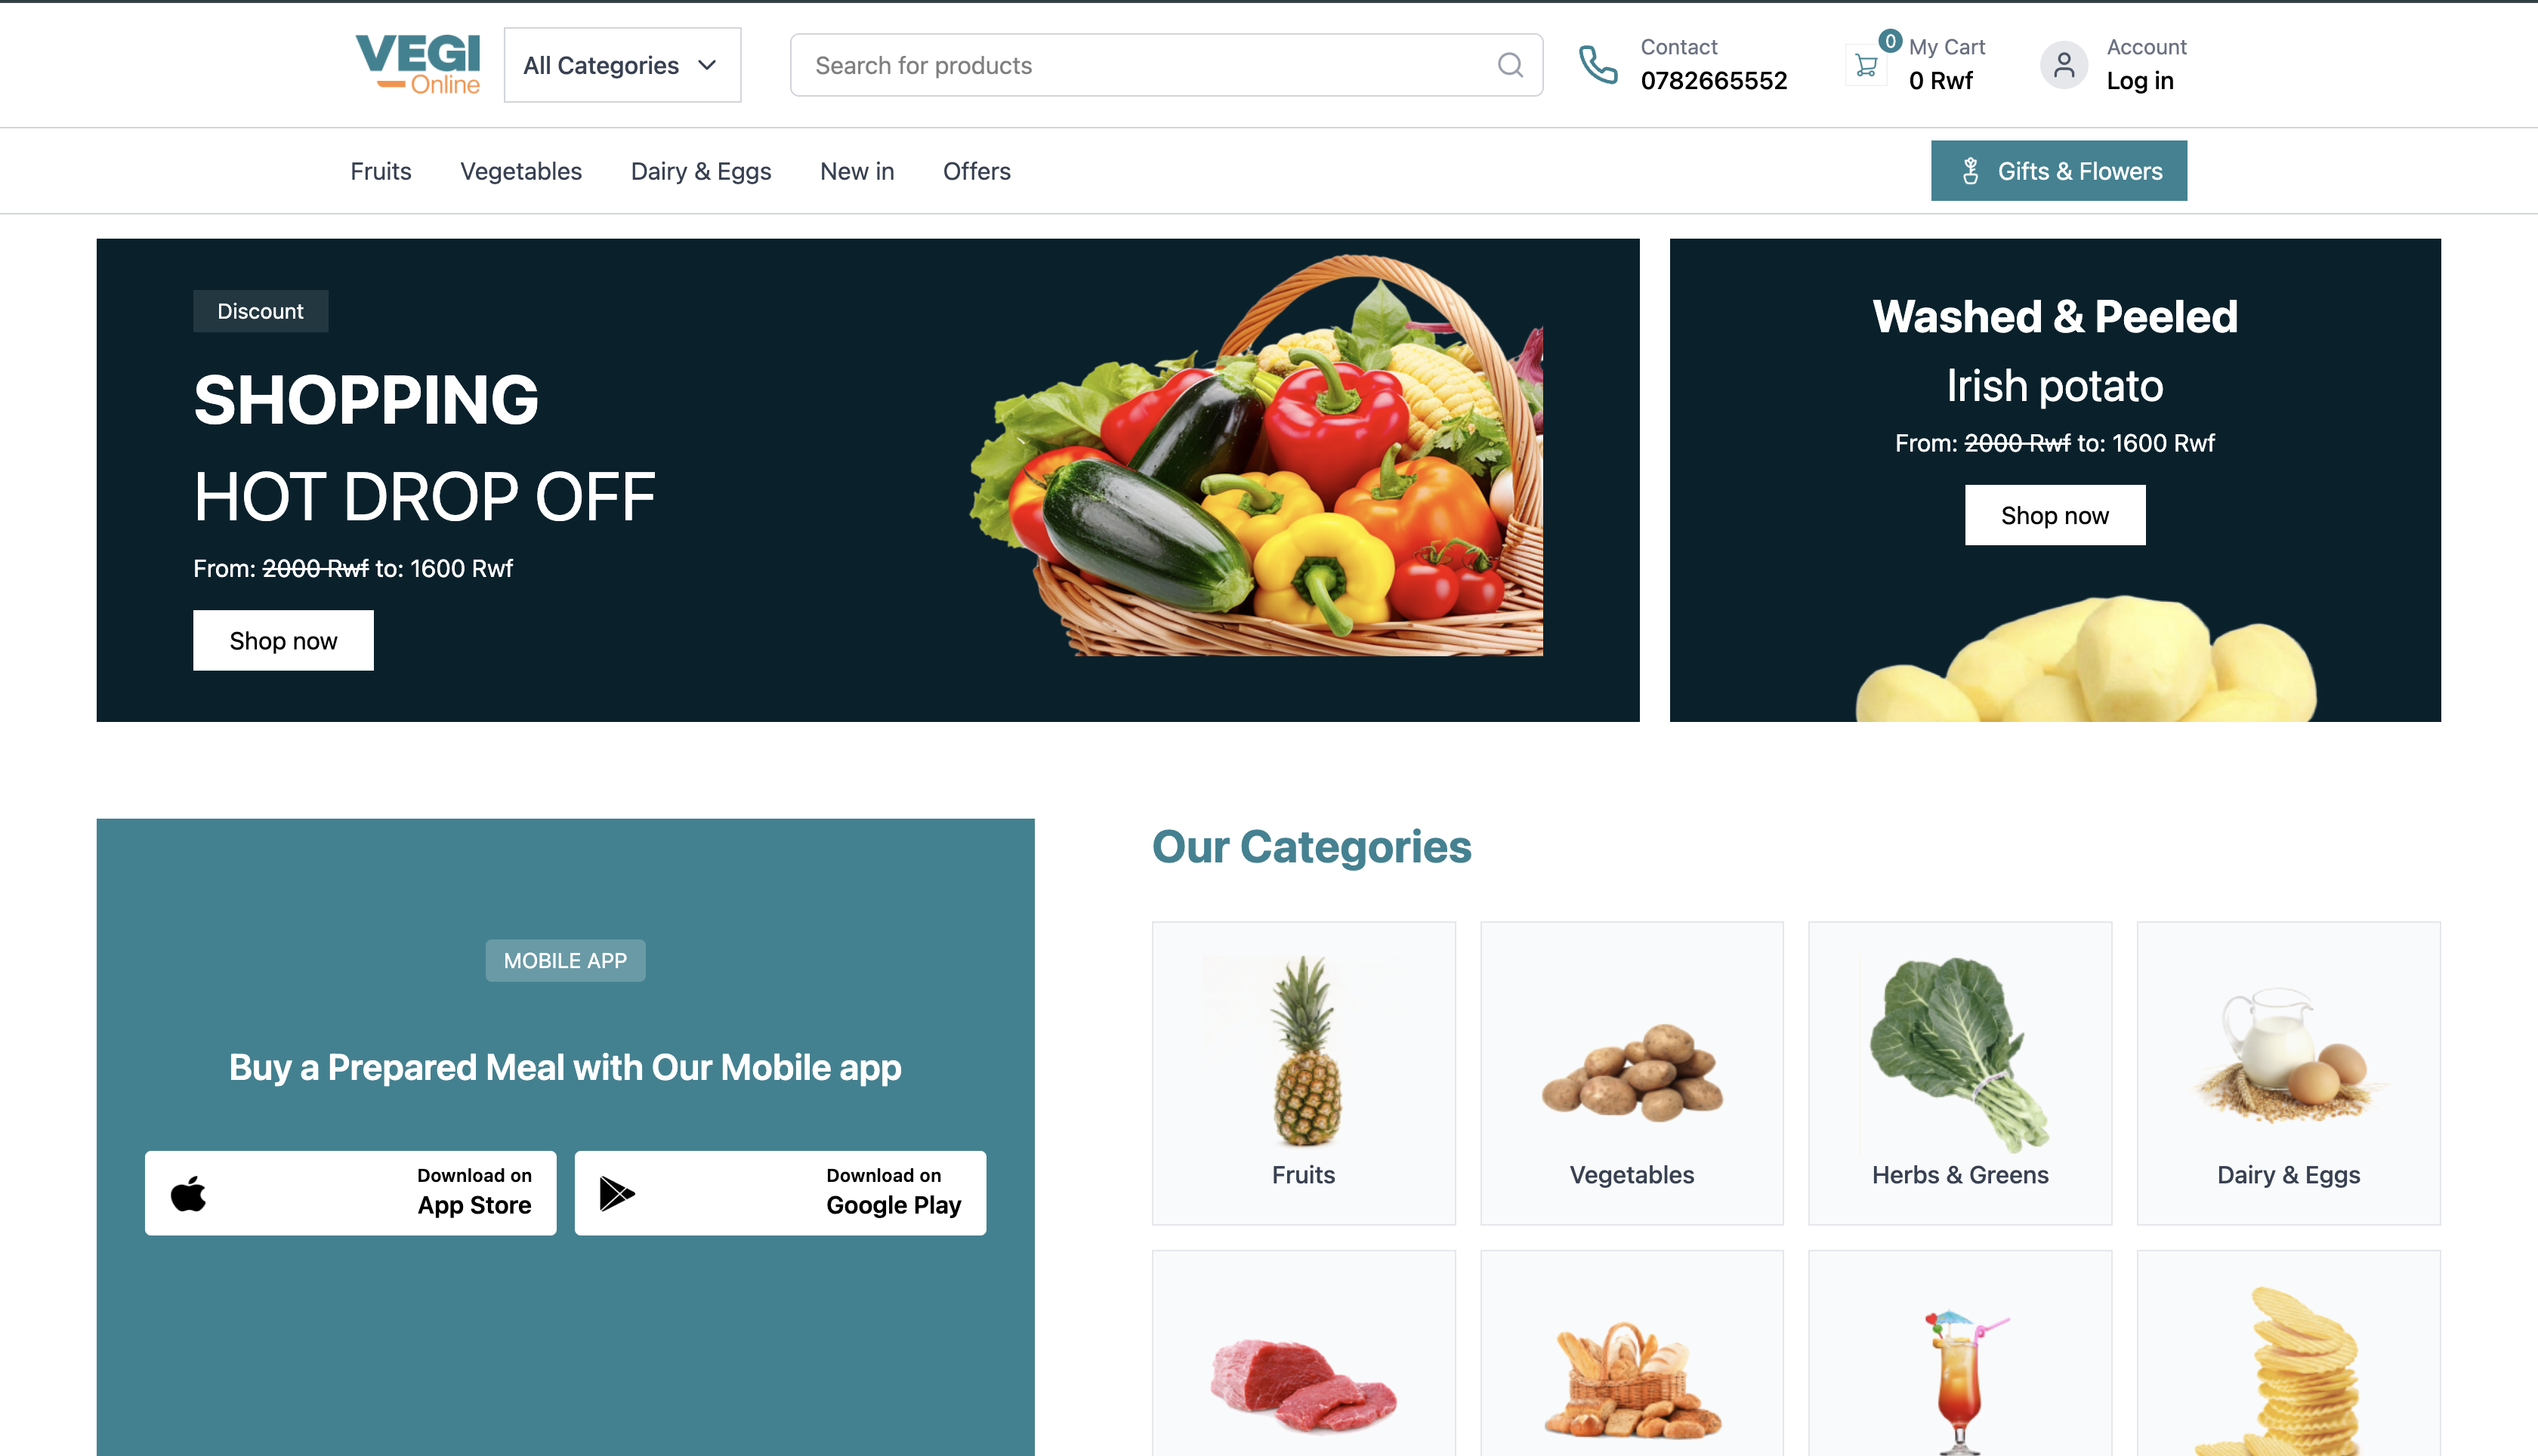 VEGI
Online
All Categories
Search for products
Contact
0782665552
0
My Cart
0 Rwf
Account
Log in
Fruits
Vegetables
Dairy & Eggs
New in
Offers
Gifts & Flowers
Discount
SHOPPING
HOT DROP OFF
From: 2000 Rwf to: 1600 Rwf
Shop now
Washed & Peeled
Irish potato
From: 2000 Rwf to: 1600 Rwf
Shop now
MOBILE APP
Buy a Prepared Meal with Our Mobile app
Download on
App Store
Download on
Google Play
Our Categories
Fruits
Vegetables
Herbs & Greens
Dairy & Eggs